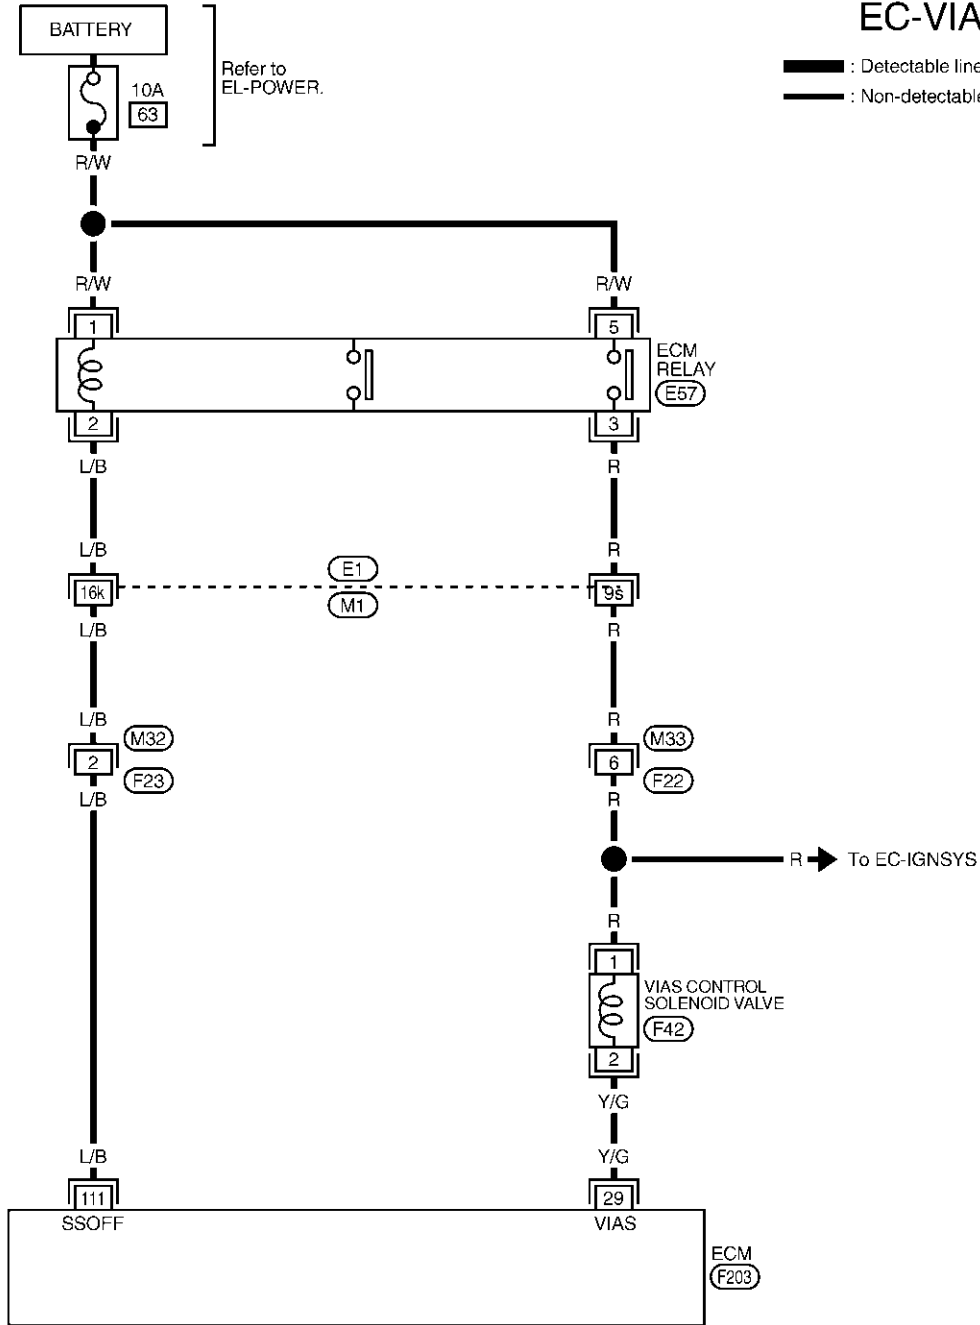 EC-VIA
BATTERY
: Detectable line
: Non-detectable
Refer to
EL-POWER.
10A
63
R/W
R/W
R/W
1
5
ECM
RELAY
E57
2
3
L/B
R
L/B
R
E1
16k
9s
M1
L/B
R
L/B
R
M32
M33
2
6
F23
F22
L/B
R
R
To EC-IGNSYS
R
1
VIAS CONTROL
SOLENOID VALVE
F42
2
Y/G
L/B
Y/G
111
29
SSOFF
VIAS
ECM
F203